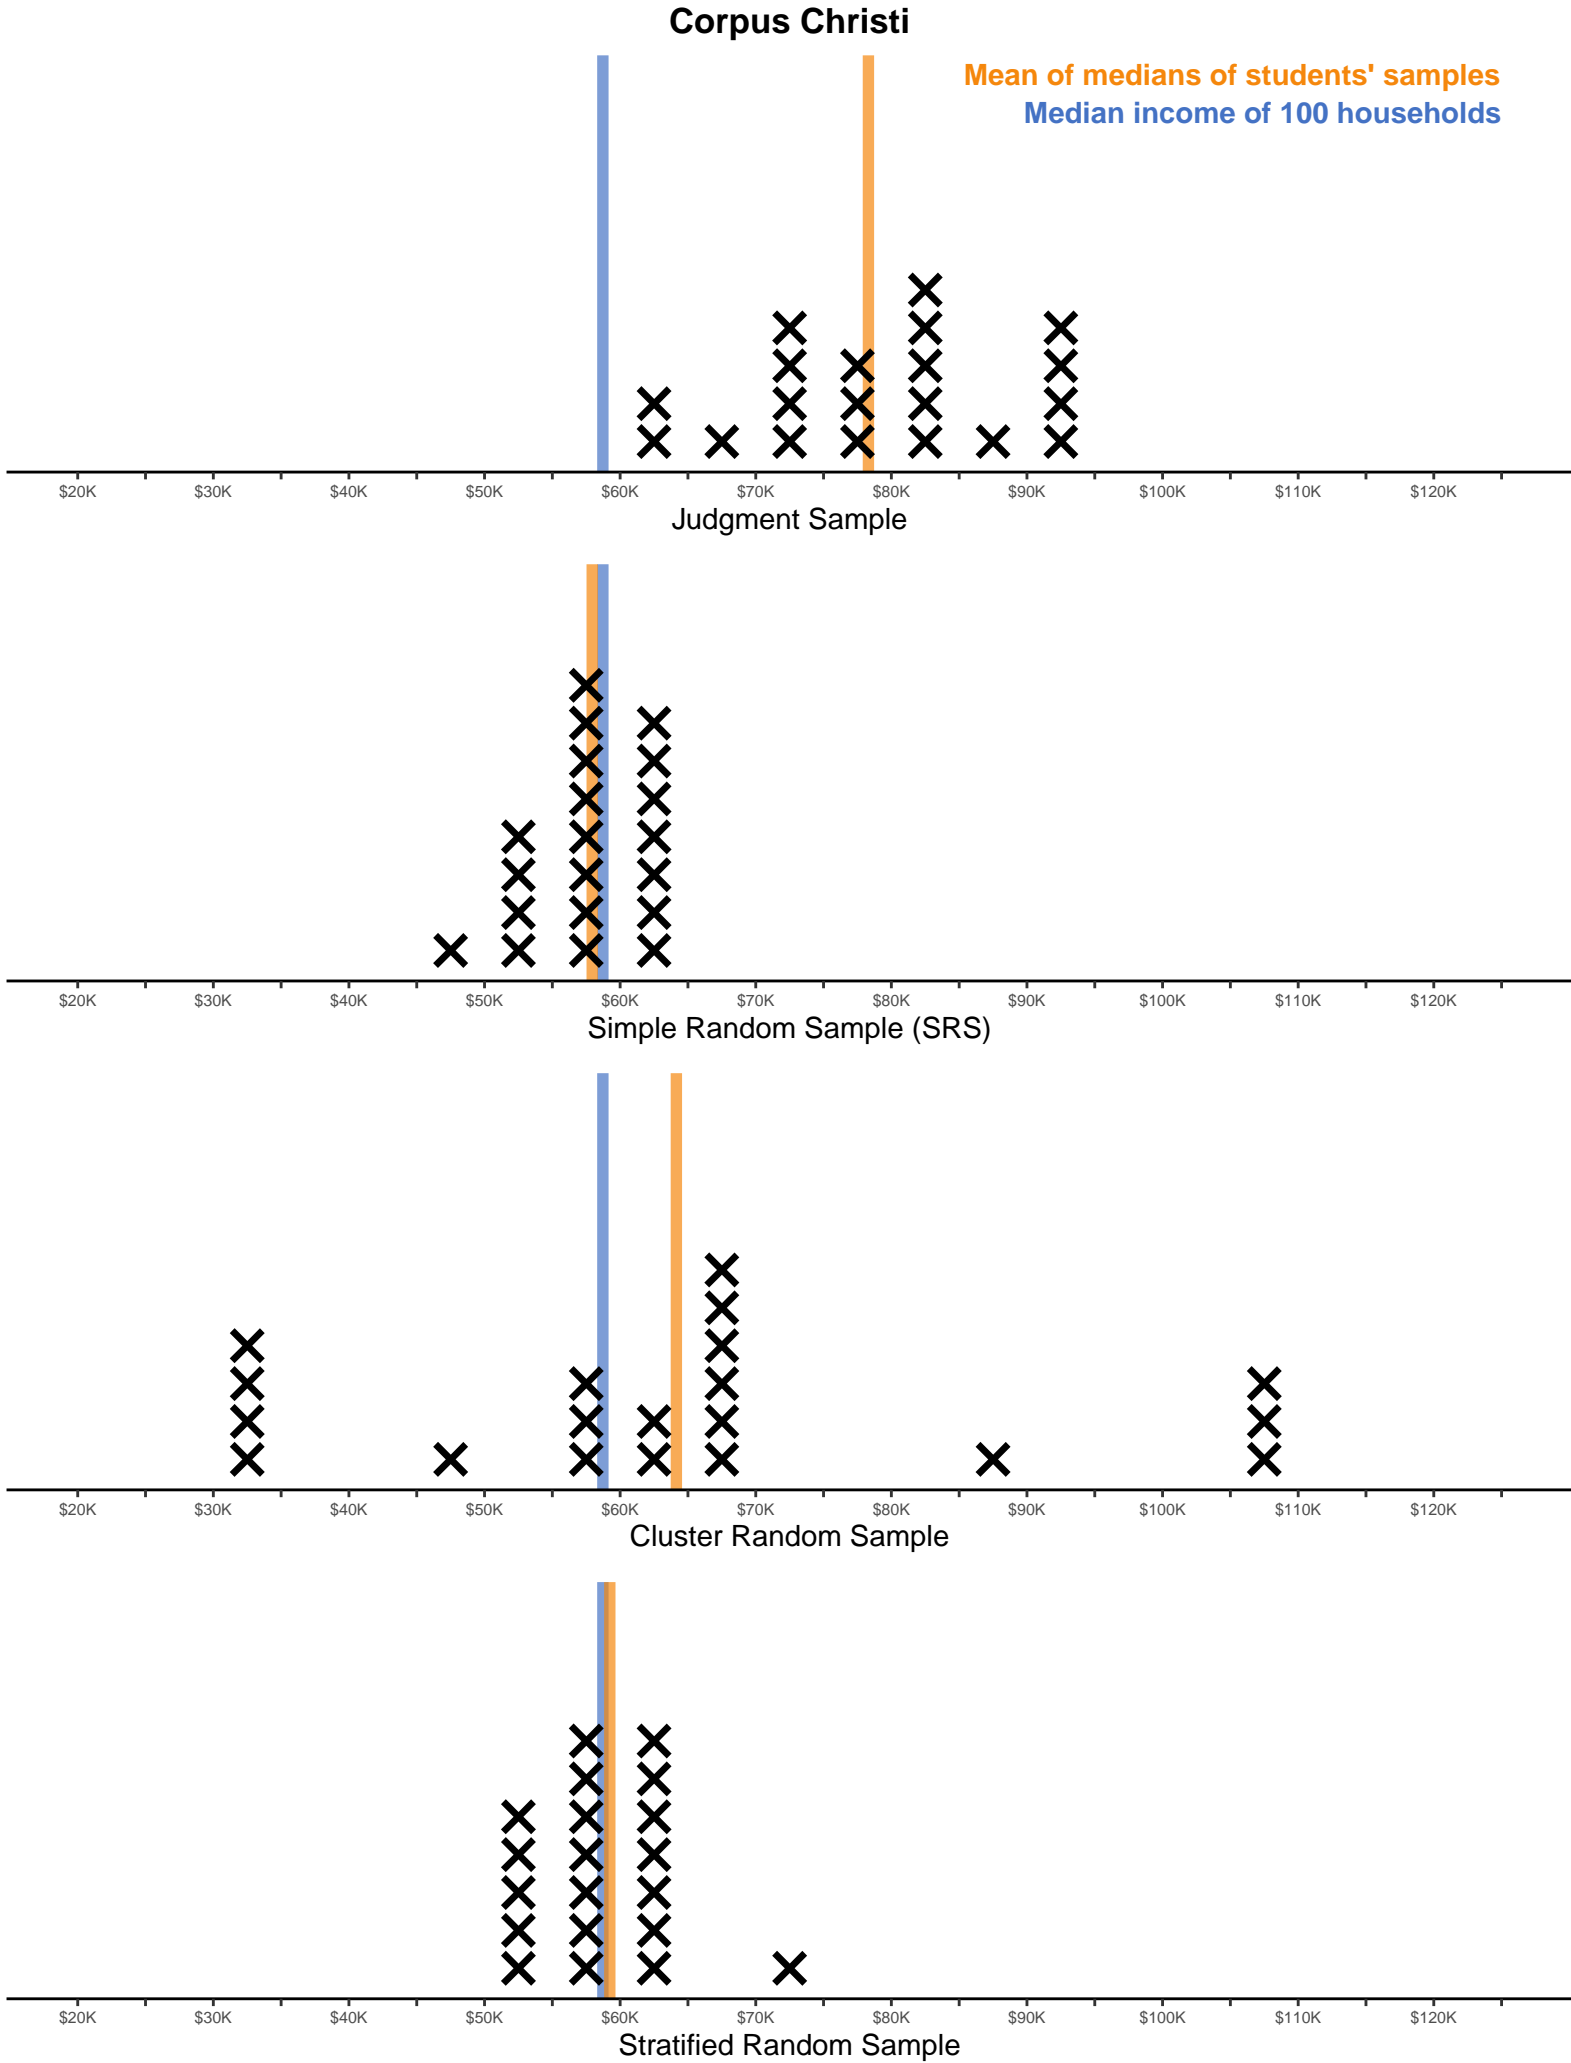 Corpus Christi
Mean of medians of students' samples
Median income of 100 households
$20K $30K $40K $50K $60K $70K $80K $90K $100K $110K $120K
Judgment Sample
$20K $30K $40K $50K $60K $70K $80K $90K $100K $110K $120K
Simple Random Sample (SRS)
$20K $30K $40K $50K $60K $70K $80K $90K $100K $110K $120K
Cluster Random Sample
$20K $30K $40K $50K $60K $70K $80K $90K $100K $110K $120K
Stratified Random Sample